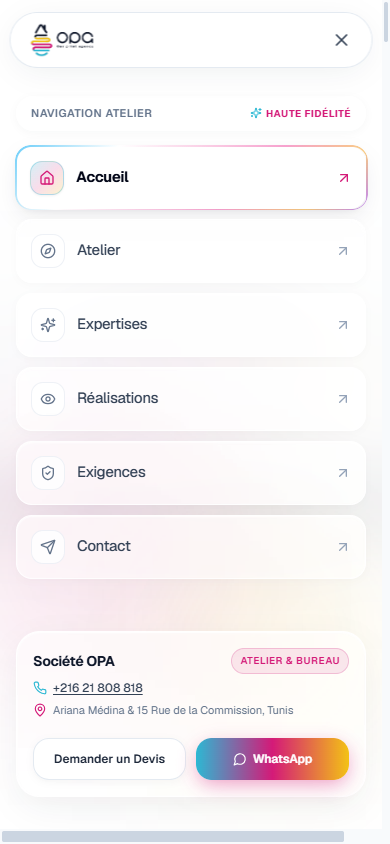 opa
NAVIGATION ATELIER
HAUTE FIDÉLITÉ
Accueil
Atelier
Expertises
Réalisations
Exigences
Contact
Société OPA
ATELIER & BUREAU
+216 21 808 818
Ariana Médina & 15 Rue de la Commission, Tunis
Demander un Devis
WhatsApp